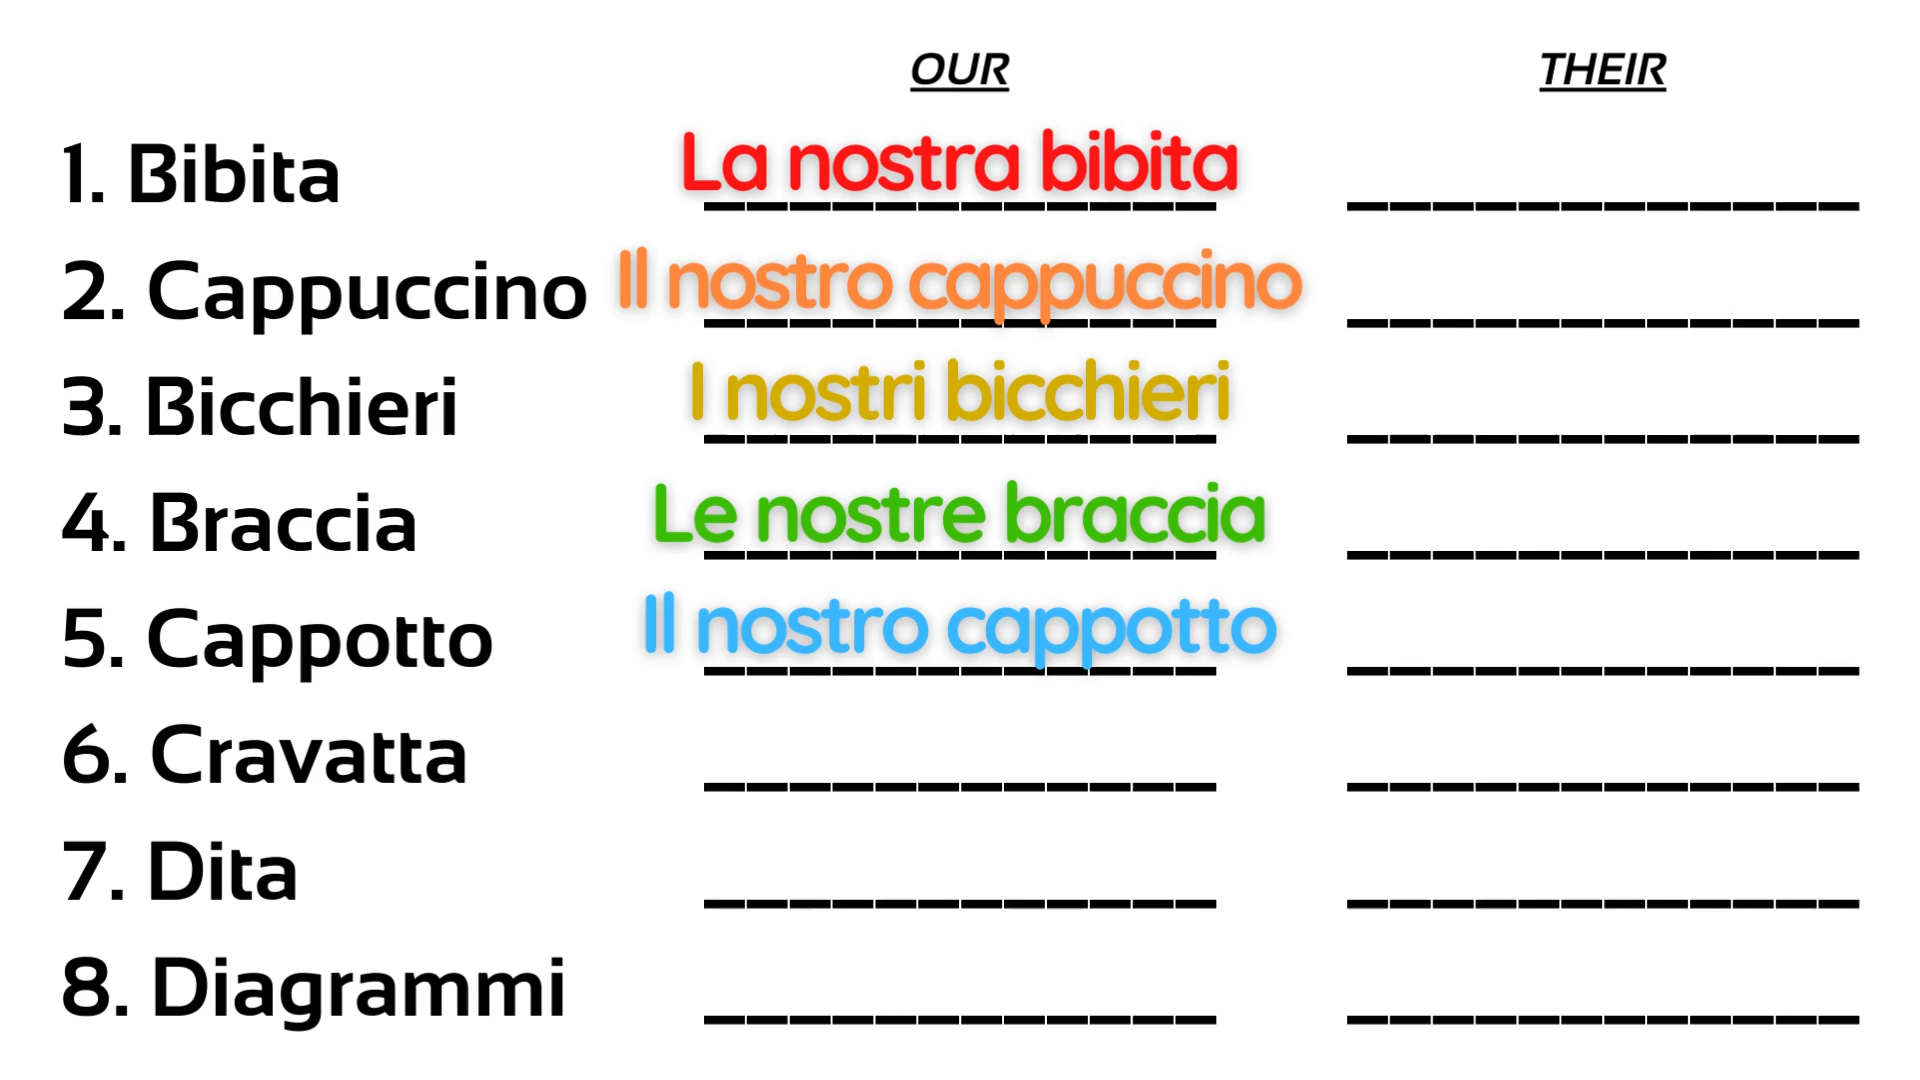 OUR THEIR
1. Bibita La nostra bibita
2. Cappuccino Il nostro cappuccino
3. Bicchieri I nostri bicchieri
4. Braccia Le nostre braccia
5. Cappotto Il nostro cappotto
6. Cravatta
7. Dita
8. Diagrammi